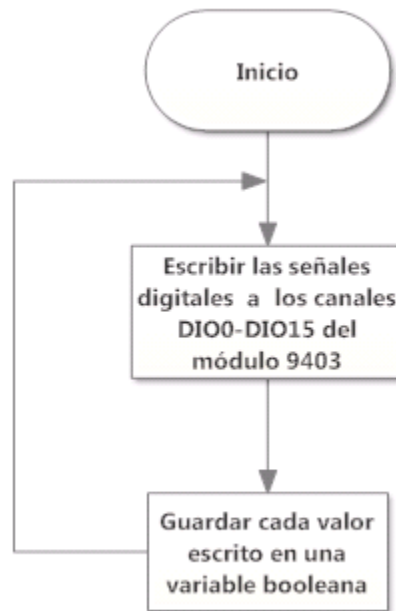 Inicio
Escribir las señales
digitales a los canales
DIO0-DIO15 del
módulo 9403
Guardar cada valor
escrito en una
variable booleana